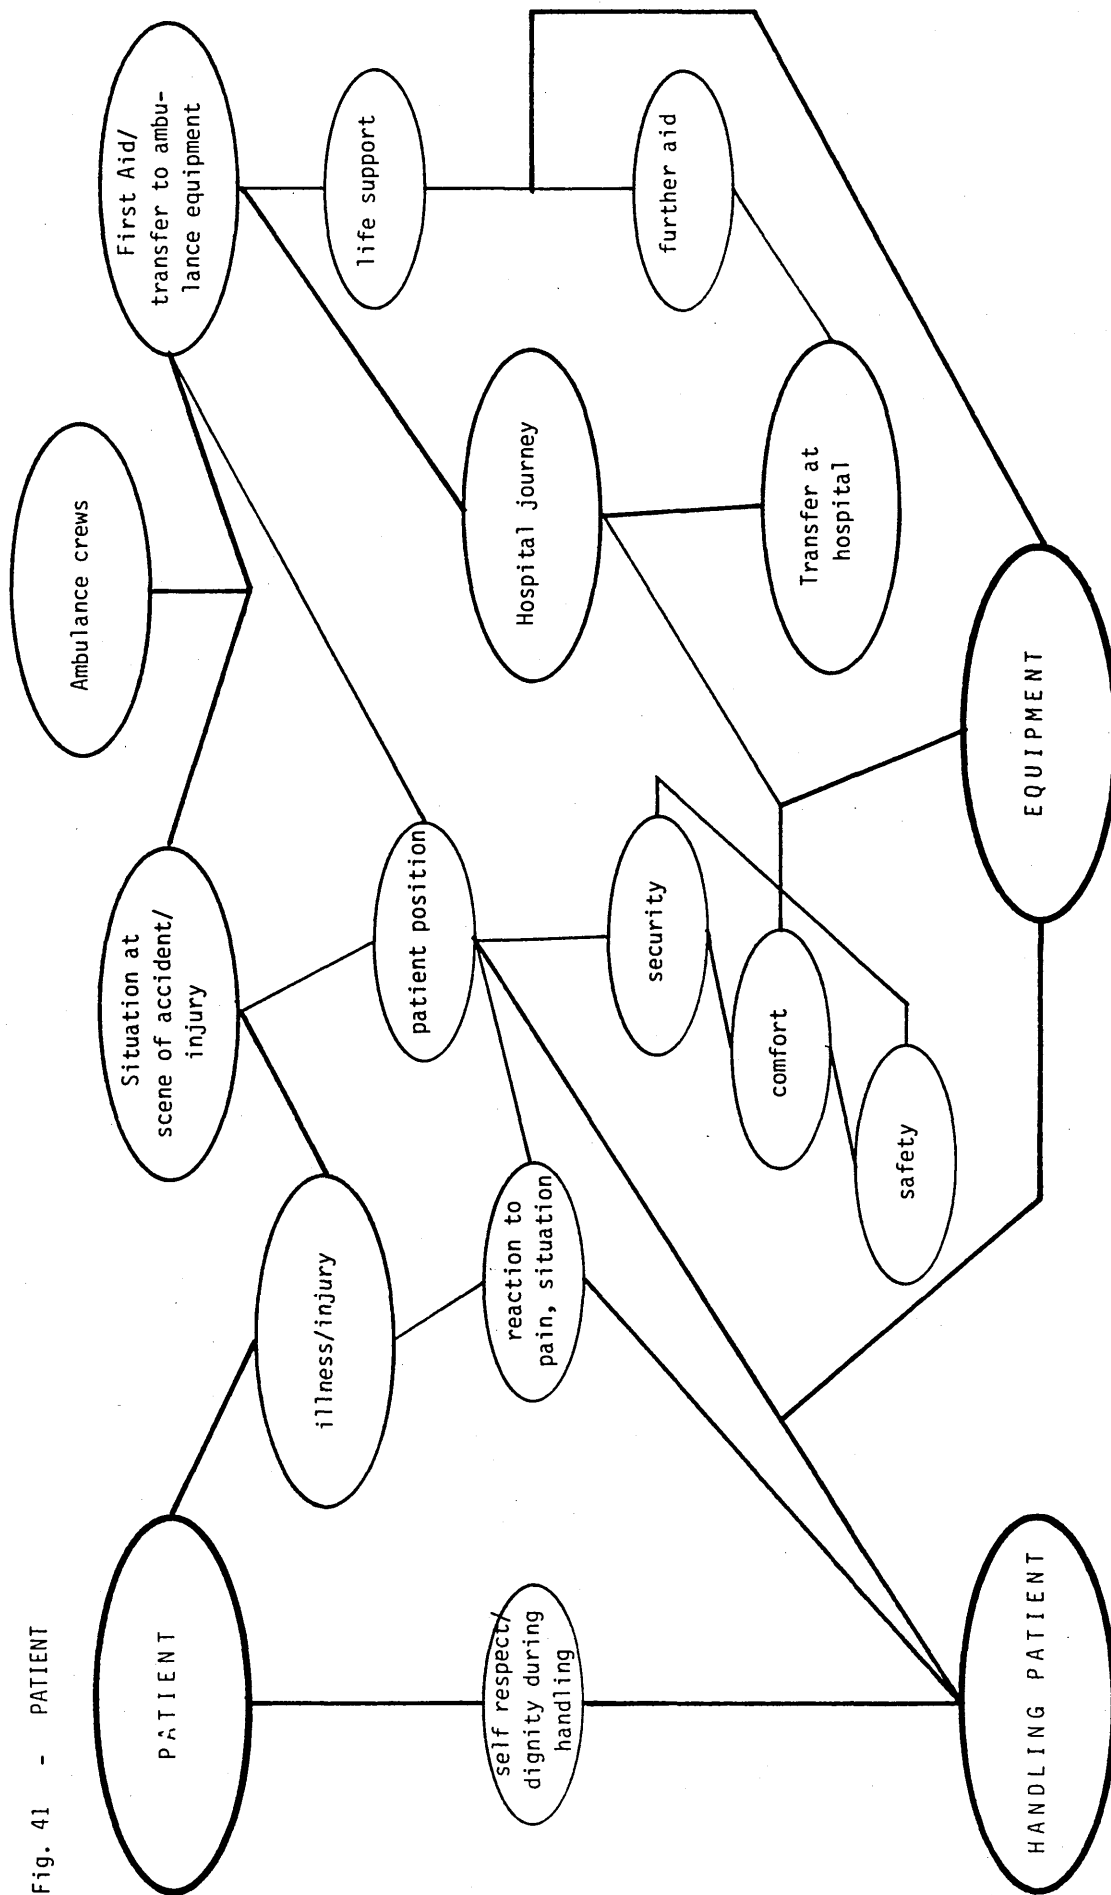 Fig. 41 - PATIENT
PATIENT
illness/injury
Situation at
scene of accident/
injury
Ambulance crews
First Aid/
transfer to ambu-
lance equipment
self respect/
dignity during
handling
reaction to
pain, situation
patient position
Hospital journey
life support
security
comfort
safety
Transfer at
hospital
further aid
HANDLING PATIENT
EQUIPMENT